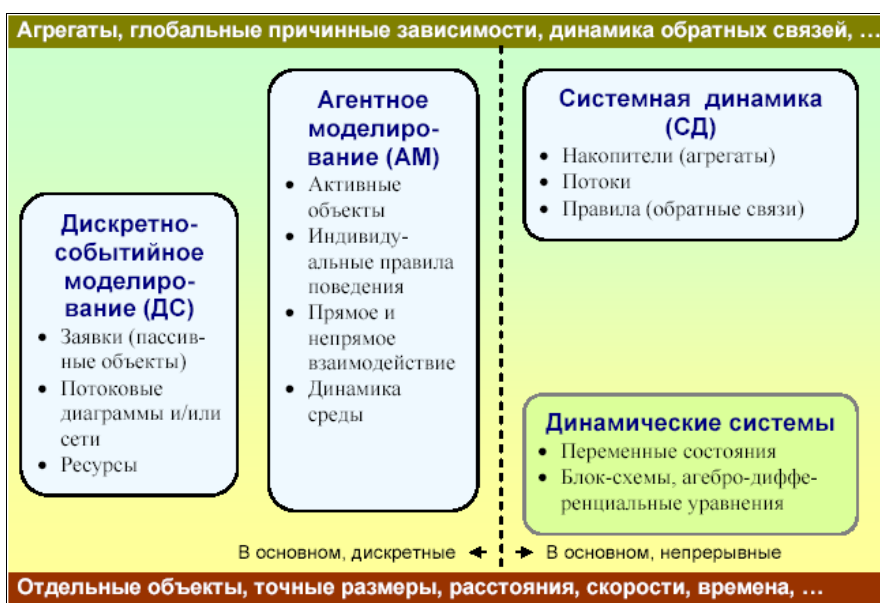 Агрегаты, глобальные причинные зависимости, динамика обратных связей, …
Дискретно-
событийное
моделиро-
вание (ДС)
• Заявки (пассив-
ные объекты)
• Потоковые
диаграммы и/или
сети
• Ресурсы
Агентное
моделиро-
вание (АМ)
• Активные
объекты
• Индивиду-
альные правила
поведения
• Прямое и
непрямое
взаимодействие
• Динамика
среды
Системная динамика
(СД)
• Накопители (агрегаты)
• Потоки
• Правила (обратные связи)
Динамические системы
• Переменные состояния
• Блок-схемы, агебро-диффе-
ренциальные уравнения
В основном, дискретные
В основном, непрерывные
Отдельные объекты, точные размеры, расстояния, скорости, времена, …